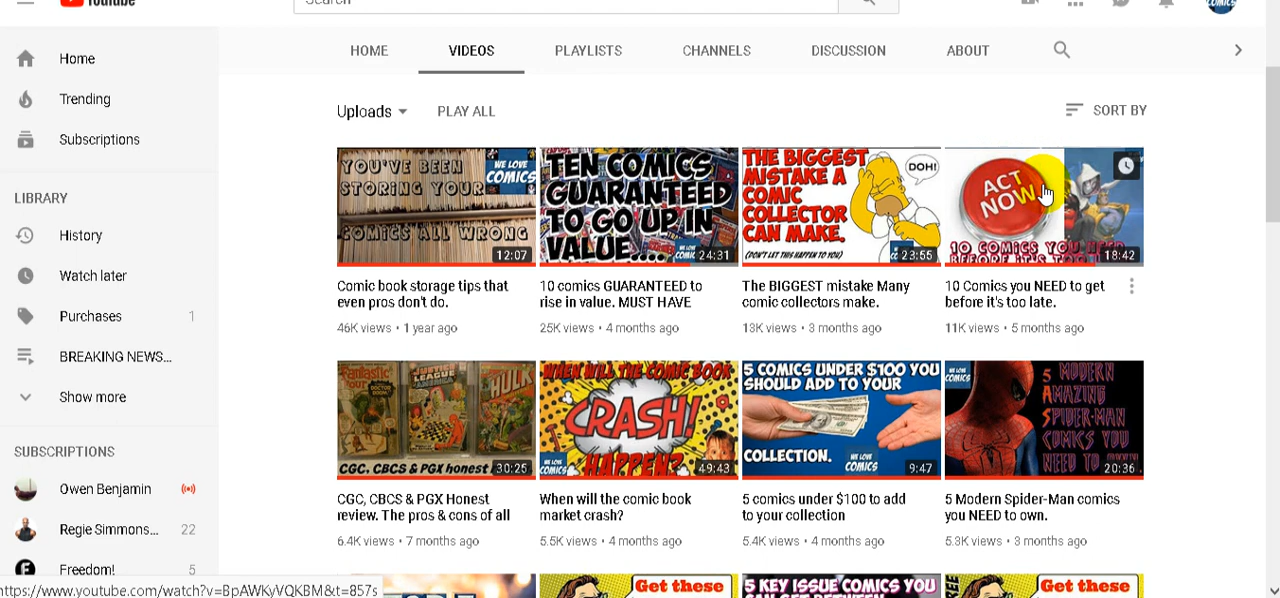 YouTube
Search
COMICS
HOME VIDEOS PLAYLISTS CHANNELS DISCUSSION ABOUT
Home
Trending
Subscriptions
LIBRARY
History
Watch later
Purchases 1
BREAKING NEWS...
Show more
SUBSCRIPTIONS
Owen Benjamin
Regie Simmons... 22
Freedom! 5
https://www.youtube.com/watch?v=BpAWKyVQKBM&t=857s
Uploads PLAY ALL SORT BY
YOU'VE BEEN
STORING YOUR
COMICS ALL WRONG
WE LOVE
COMICS
12:07
Comic book storage tips that
even pros don't do.
46K views • 1 year ago
TEN COMICS
GUARANTEED
TO GO UP IN
VALUE....
24:31
10 comics GUARANTEED to
rise in value. MUST HAVE
25K views • 4 months ago
THE BIGGEST
MISTAKE A
COMIC
COLLECTOR
CAN MAKE.
(DON'T LET THIS HAPPEN TO YOU)
DOH!
23:55
The BIGGEST mistake Many
comic collectors make.
13K views • 3 months ago
ACT
NOW
10 COMICS YOU NEED
BEFORE IT'S TOO
18:42
10 Comics you NEED to get
before it's too late.
11K views • 5 months ago
Fantastic
JUSTICE
LEAGUE
HULK
CGC, CBCS & PGX honest
30:25
CGC, CBCS & PGX Honest
review. The pros & cons of all
6.4K views • 7 months ago
WHEN WILL THE COMIC BOOK
CRASH!
HAPPEN?
WE LOVE
COMICS
49:43
When will the comic book
market crash?
5.5K views • 4 months ago
5 COMICS UNDER $100 YOU
SHOULD ADD TO YOUR
COLLECTION.
WE LOVE
COMICS
9:47
5 comics under $100 to add
to your collection
5.4K views • 4 months ago
WE LOVE
COMICS
5 MODERN
AMAZING
SPIDER-MAN
COMICS YOU
NEED TO
20:36
5 Modern Spider-Man comics
you NEED to own.
5.3K views • 3 months ago
Get these
5 KEY ISSUE COMICS YOU
Get these